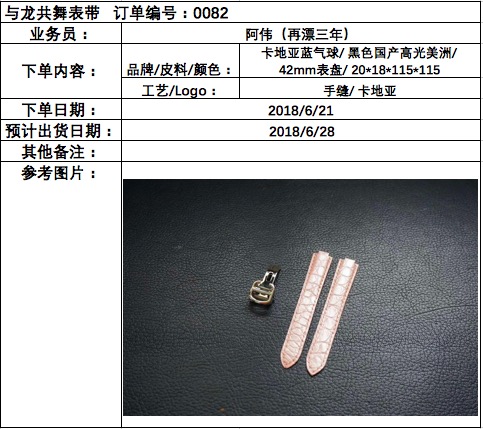 与龙共舞表带 订单编号：0082
业务员： 阿伟（再漂三年）
下单内容： 品牌/皮料/颜色： 卡地亚蓝气球/ 黑色国产高光美洲/
42mm表盘/ 20*18*115*115
工艺/Logo： 手缝/ 卡地亚
下单日期： 2018/6/21
预计出货日期： 2018/6/28
其他备注：
参考图片：